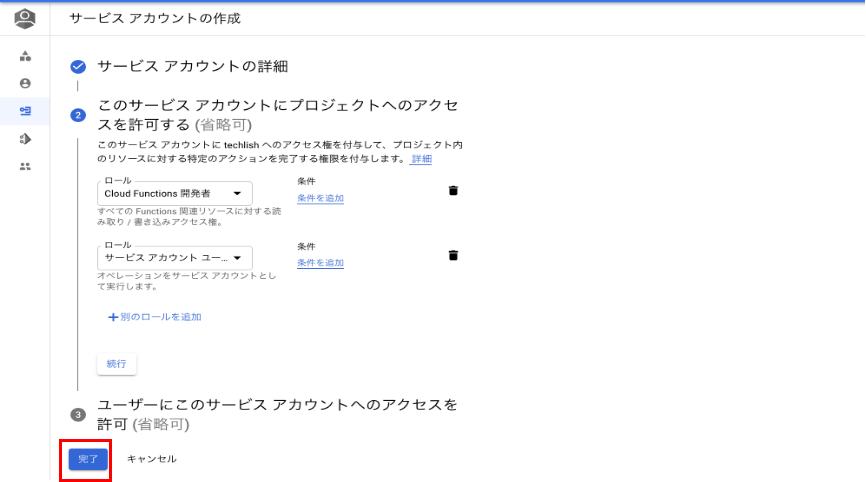 サービス アカウントの作成
サービス アカウントの詳細
2
このサービス アカウントにプロジェクトへのアクセ
スを許可する (省略可)
このサービス アカウントに techlish へのアクセス権を付与して、プロジェクト内
のリソースに対する特定のアクションを完了する権限を付与します。 詳細
ロール
条件
Cloud Functions 開発者
条件を追加
すべての Functions 関連リソースに対する読
み取り / 書き込みアクセス権。
ロール
条件
サービス アカウント ユー...
条件を追加
オペレーションをサービス アカウントとし
て実行します。
+別のロールを追加
続行
3
ユーザーにこのサービス アカウントへのアクセスを
許可 (省略可)
完了
キャンセル